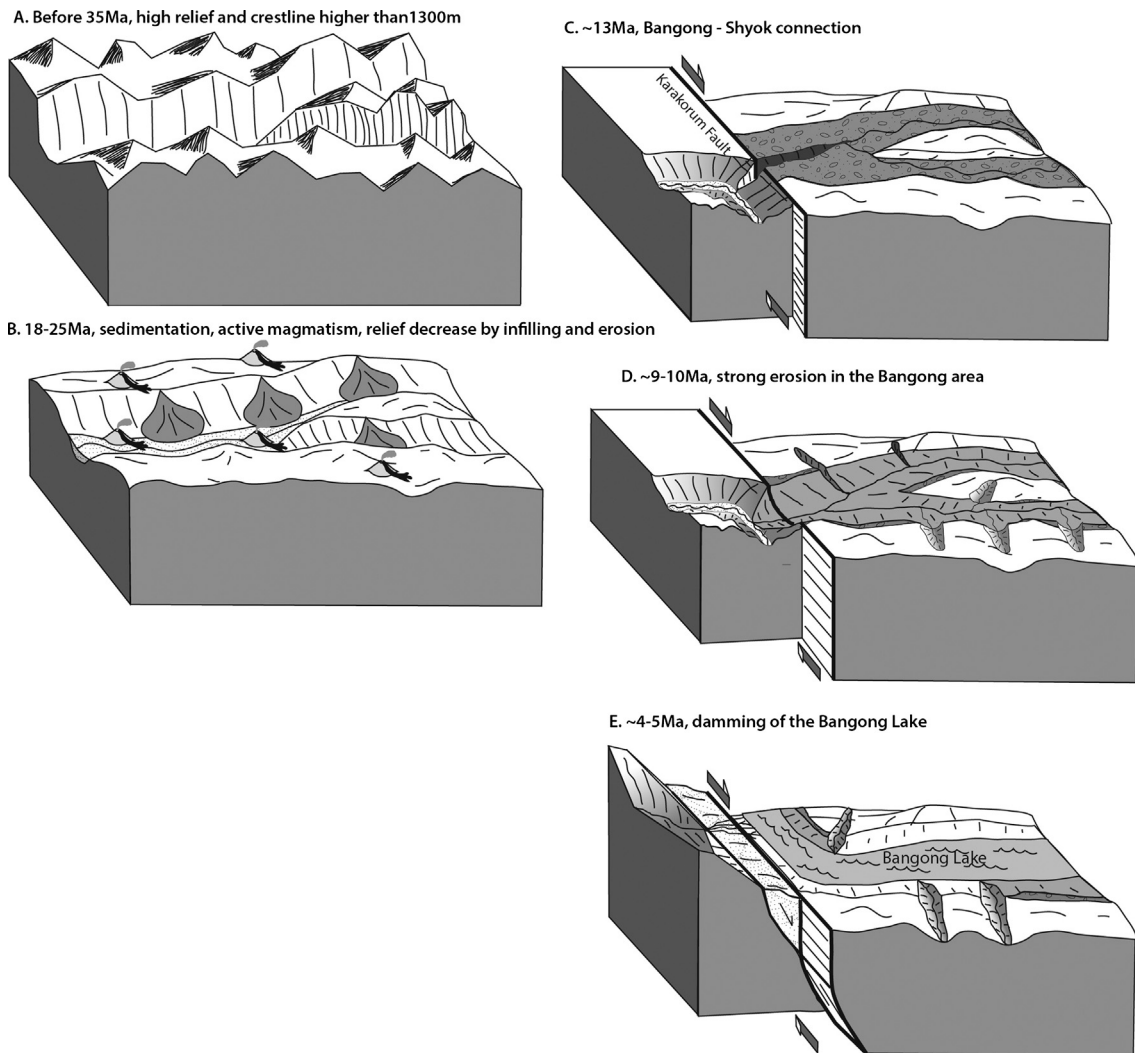 A. Before 35Ma, high relief and crestline higher than1300m
B. 18-25Ma, sedimentation, active magmatism, relief decrease by infilling and erosion
C. ~13Ma, Bangong - Shyok connection
Karakorum Fault
D. ~9-10Ma, strong erosion in the Bangong area
E. ~4-5Ma, damming of the Bangong Lake
Bangong Lake